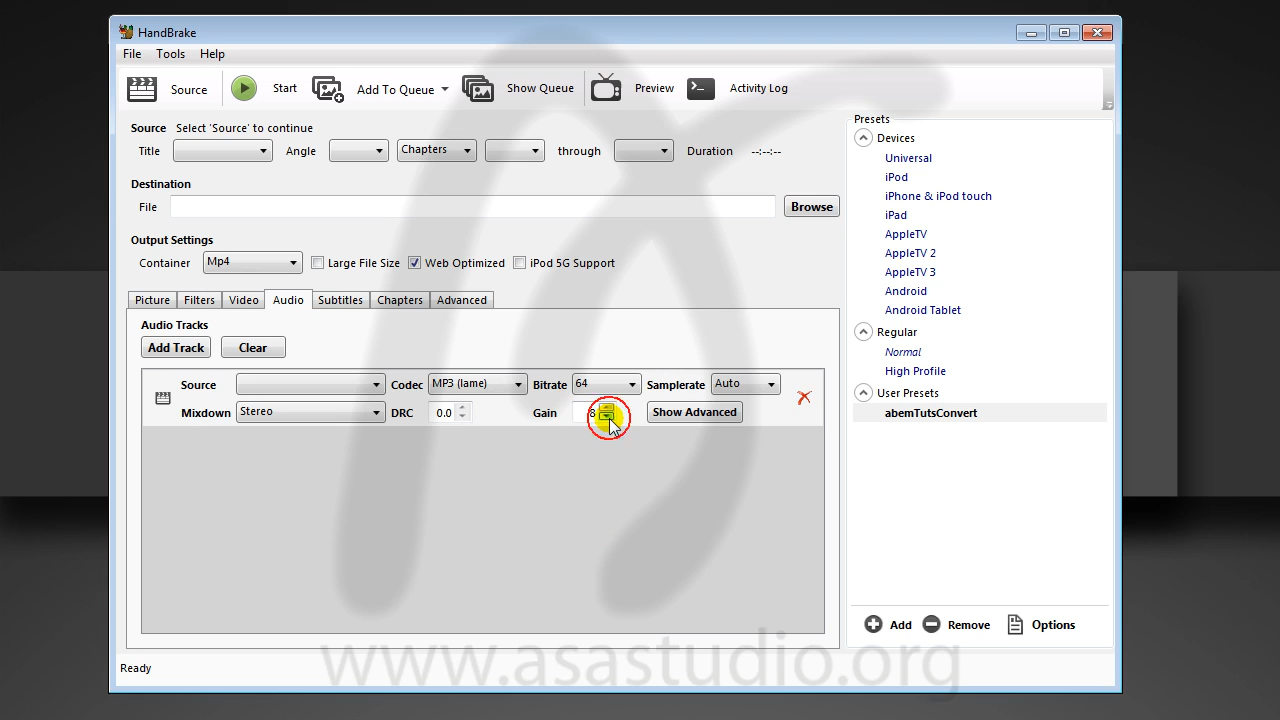 HandBrake
File Tools Help
Source Start Add To Queue Show Queue Preview Activity Log
Source Select 'Source' to continue
Title Angle Chapters through Duration --:--:--
Destination
File Browse
Output Settings
Container Mp4 Large File Size Web Optimized iPod 5G Support
Picture Filters Video Audio Subtitles Chapters Advanced
Audio Tracks
Add Track Clear
Source Codec MP3 (lame) Bitrate 64 Samplerate Auto
Mixdown Stereo DRC 0.0 Gain 8 Show Advanced
Ready
Presets
Devices
Universal
iPod
iPhone & iPod touch
iPad
AppleTV
AppleTV 2
AppleTV 3
Android
Android Tablet
Regular
Normal
High Profile
User Presets
abemTutsConvert
Add Remove Options
www.asastudio.org